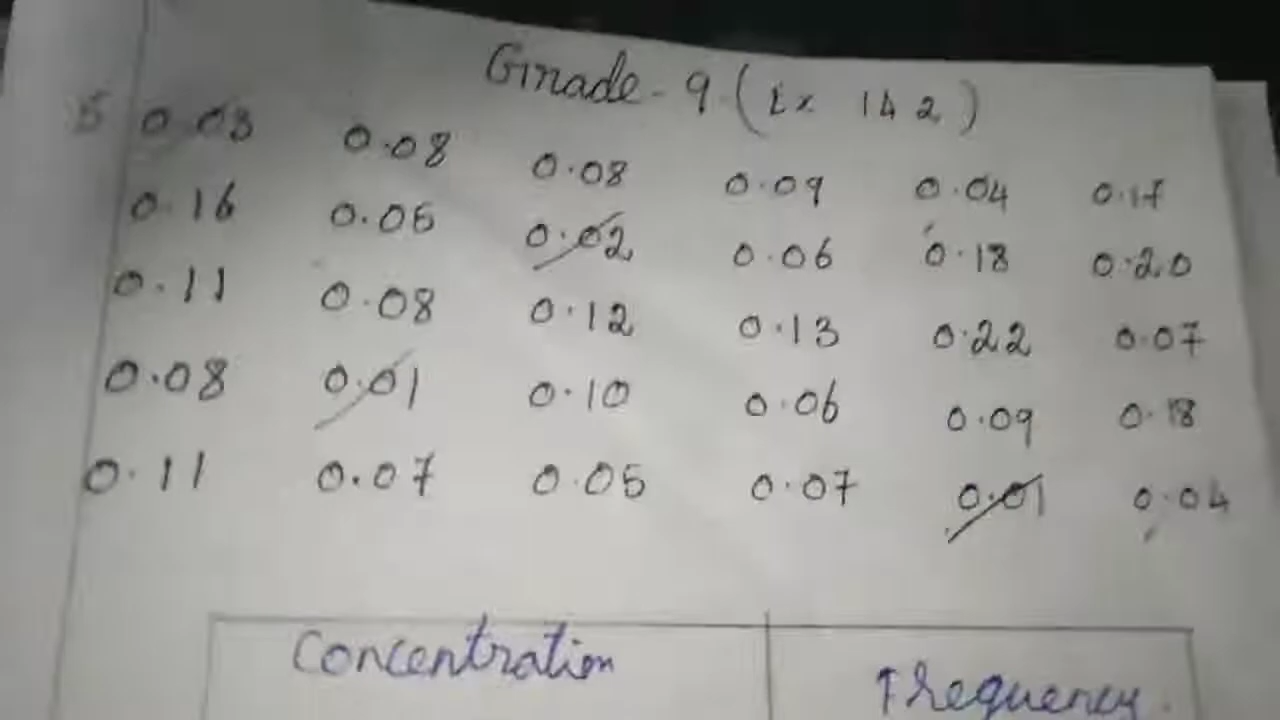 Grade - 9 (Ex 14 2)
5 0.03 0.08 0.08 0.09 0.04 0.17
0.16 0.05 0.02 0.06 0.18 0.20
0.11 0.08 0.12 0.13 0.22 0.07
0.08 0.01 0.10 0.06 0.09 0.18
0.11 0.07 0.05 0.07 0.01 0.04
Concentration Frequency